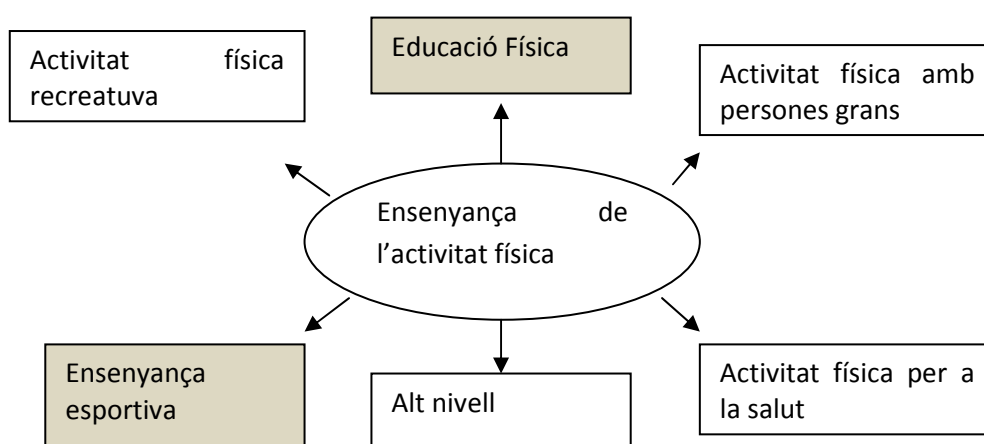 Activitat física
recreatuva
Educació Física
Activitat física amb
persones grans
Ensenyança de
l’activitat física
Ensenyança
esportiva
Alt nivell
Activitat física per a
la salut